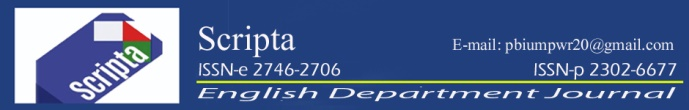 Scripta
Scripta
E-mail: pbiumpwr20@gmail.com
ISSN-e 2746-2706
ISSN-p 2302-6677
English Department Journal